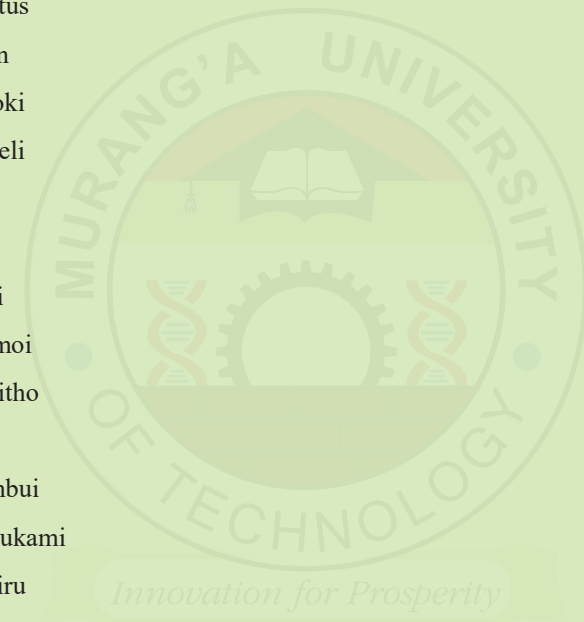 tus
n
oki
eli
i
noi
itho
nbui
ukami
iru
MURANG'A UNIVERSITY
OF TECHNOLOGY
Innovation for Prosperity